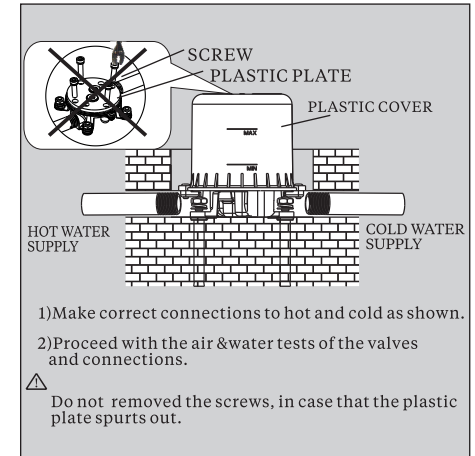 SCREW
PLASTIC PLATE
PLASTIC COVER
MAX
MIN
HOT WATER
SUPPLY
COLD WATER
SUPPLY
1)Make correct connections to hot and cold as shown.
2)Proceed with the air &water tests of the valves
and connections.
Do not removed the screws, in case that the plastic
plate spurts out.